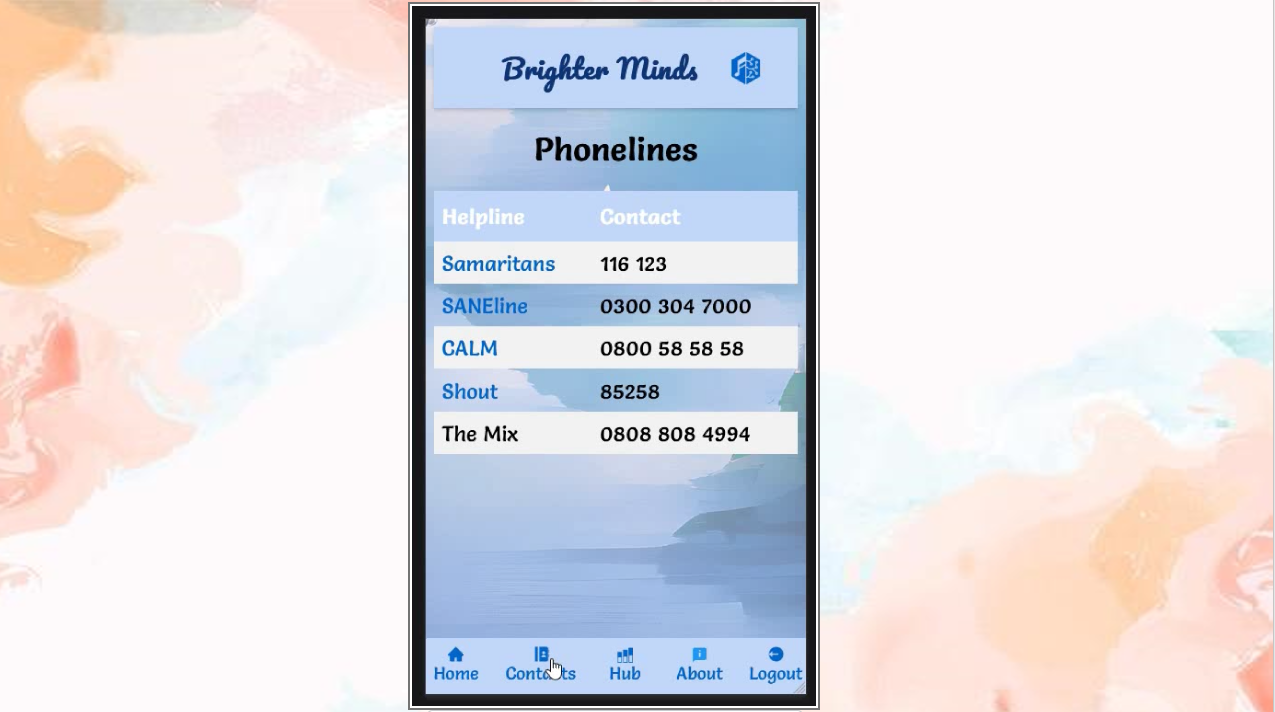 Brighter Minds
Phonelines
Helpline Contact
Samaritans 116 123
SANEline 0300 304 7000
CALM 0800 58 58 58
Shout 85258
The Mix 0808 808 4994
Home Contacts Hub About Logout